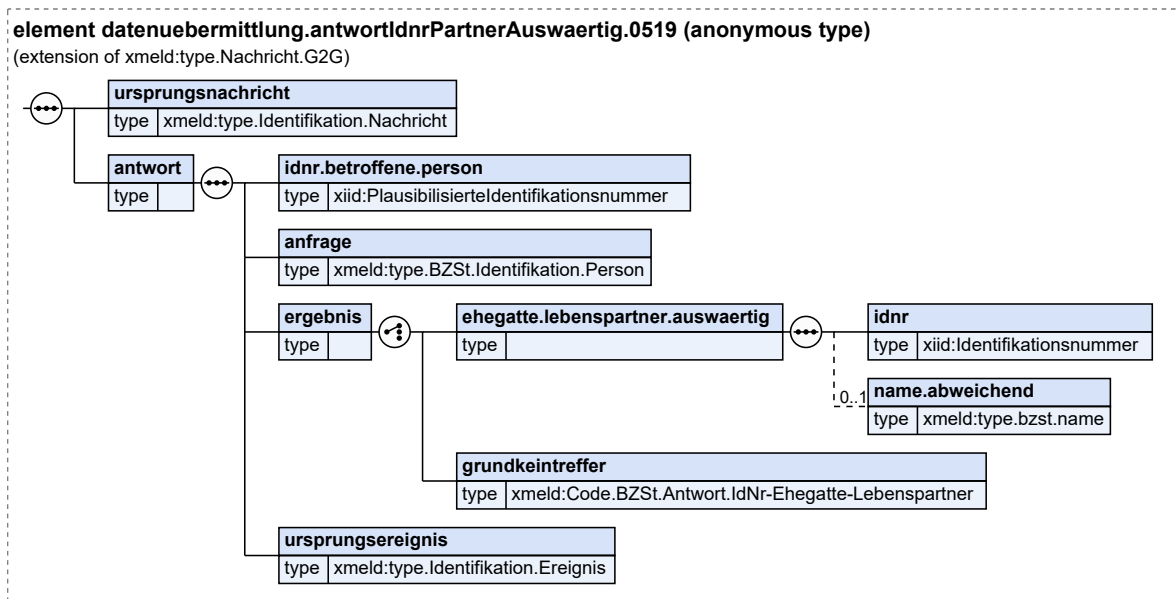 element datenuebermittlung.antwortIdnrPartnerAuswaertig.0519 (anonymous type)
(extension of xmeld:type.Nachricht.G2G)
ursprungsnachricht
type xmeld:type.Identifikation.Nachricht
antwort
type
idnr.betroffene.person
type xiid:PlausibilisierteIdentifikationsnummer
anfrage
type xmeld:type.BZSt.Identifikation.Person
ergebnis
type
ehegatte.lebenspartner.auswaertig
type
idnr
type xiid:Identifikationsnummer
0..1
name.abweichend
type xmeld:type.bzst.name
grundkeintreffer
type xmeld:Code.BZSt.Antwort.IdNr-Ehegatte-Lebenspartner
ursprungsereignis
type xmeld:type.Identifikation.Ereignis